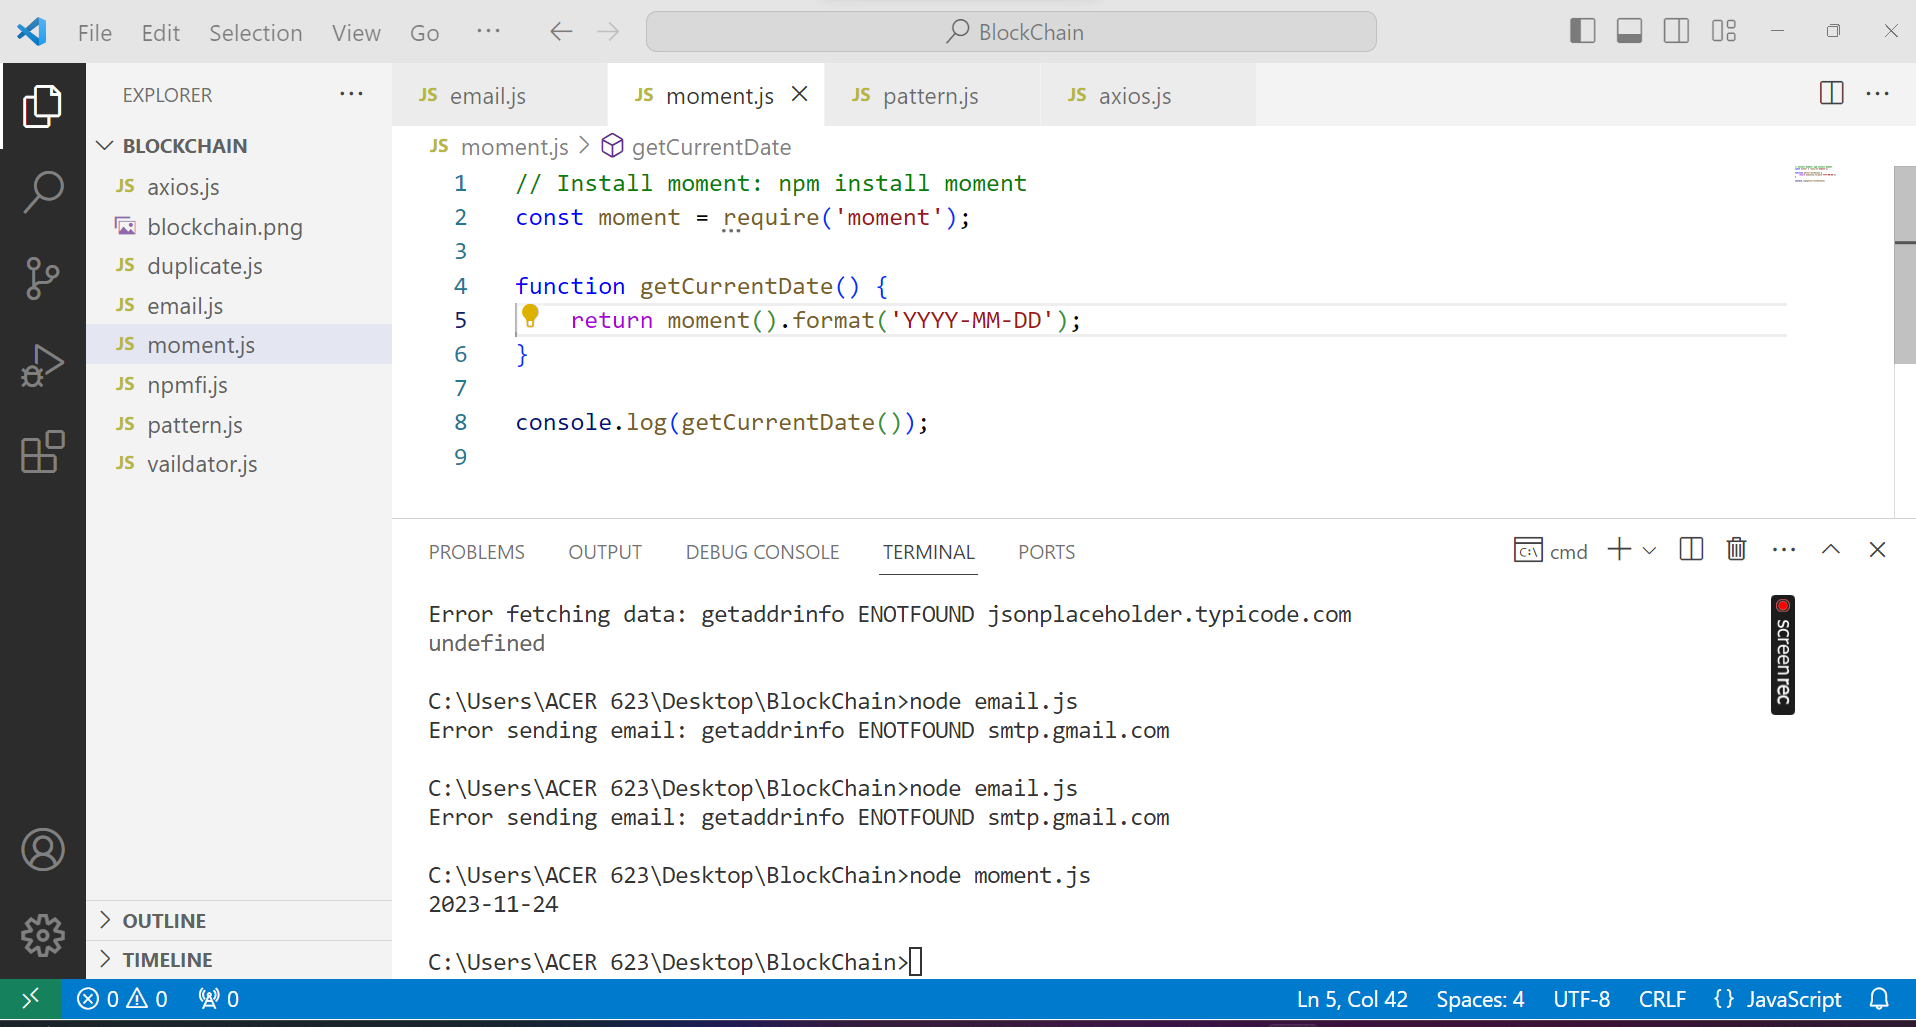 File Edit Selection View Go ··· BlockChain
EXPLORER ···
BLOCKCHAIN
JS axios.js
blockchain.png
JS duplicate.js
JS email.js
JS moment.js
JS npmfi.js
JS pattern.js
JS vaildator.js
OUTLINE
TIMELINE
JS email.js JS moment.js JS pattern.js JS axios.js
JS moment.js > getCurrentDate
1 // Install moment: npm install moment
2 const moment = require('moment');
3
4 function getCurrentDate() {
5 return moment().format('YYYY-MM-DD');
6 }
7
8 console.log(getCurrentDate());
9
PROBLEMS OUTPUT DEBUG CONSOLE TERMINAL PORTS cmd
Error fetching data: getaddrinfo ENOTFOUND jsonplaceholder.typicode.com
undefined
C:\Users\ACER 623\Desktop\BlockChain>node email.js
Error sending email: getaddrinfo ENOTFOUND smtp.gmail.com
C:\Users\ACER 623\Desktop\BlockChain>node email.js
Error sending email: getaddrinfo ENOTFOUND smtp.gmail.com
C:\Users\ACER 623\Desktop\BlockChain>node moment.js
2023-11-24
C:\Users\ACER 623\Desktop\BlockChain>
screenrec
0 0 0 Ln 5, Col 42 Spaces: 4 UTF-8 CRLF {} JavaScript